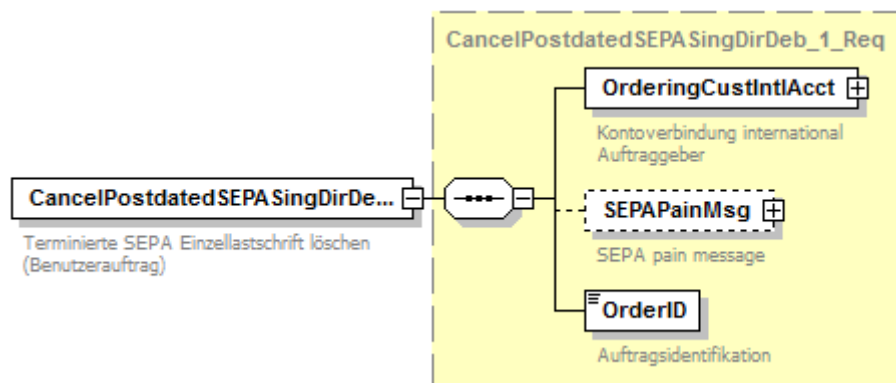 CancelPostdatedSEPASingDirDeb_1_Req
OrderingCustIntlAcct
Kontoverbindung international
Auftraggeber
CancelPostdatedSEPASingDirDe...
Terminierte SEPA Einzellastschrift löschen
(Benutzerauftrag)
SEPAPainMsg
SEPA pain message
OrderID
Auftragsidentifikation